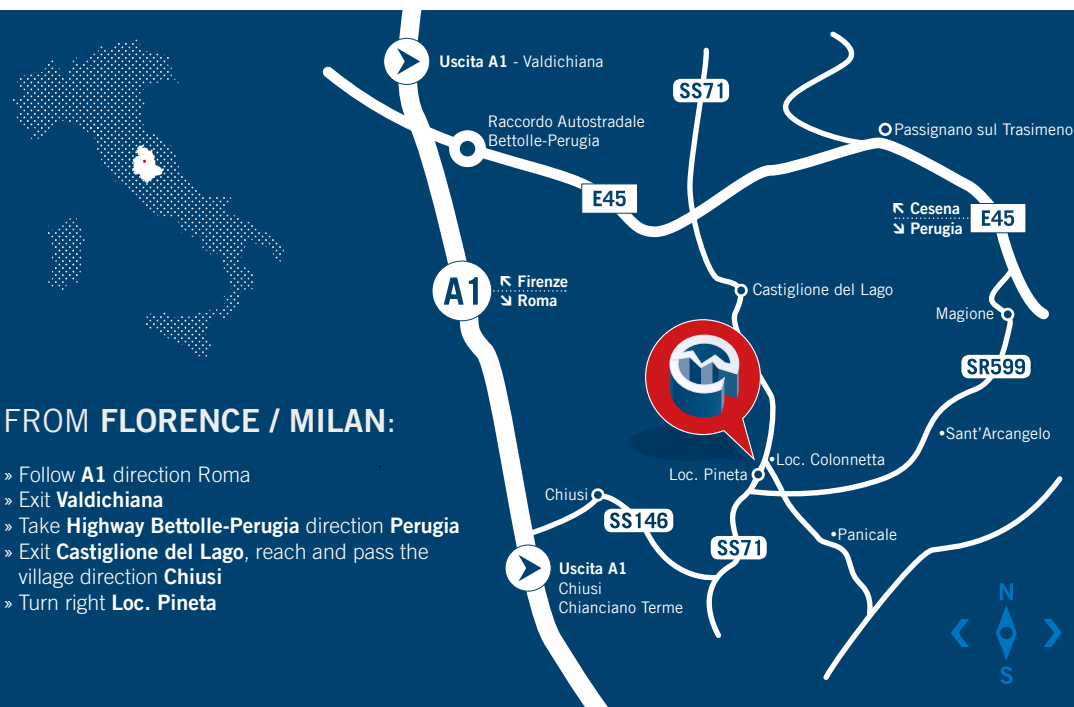 Uscita A1 - Valdichiana
SS71
Raccordo Autostradale
Bettolle-Perugia
Passignano sul Trasimeno
E45
↖ Cesena
↘ Perugia
E45
A1
↖ Firenze
↘ Roma
Castiglione del Lago
Magione
SR599
FROM FLORENCE / MILAN:
» Follow A1 direction Roma
» Exit Valdichiana
» Take Highway Bettolle-Perugia direction Perugia
» Exit Castiglione del Lago, reach and pass the
village direction Chiusi
» Turn right Loc. Pineta
•Sant'Arcangelo
•Loc. Colonnetta
Loc. Pineta
Chiusi
SS146
SS71
•Panicale
Uscita A1
Chiusi
Chianciano Terme
N
S